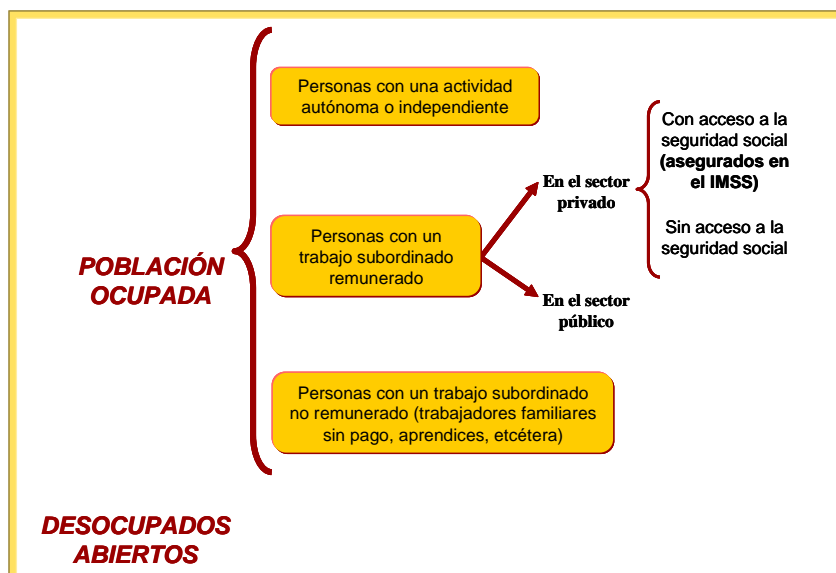 Personas con una actividad
autónoma o independiente
Con acceso a la
seguridad social
(asegurados en
el IMSS)
En el sector
privado
Sin acceso a la
seguridad social
Personas con un
trabajo subordinado
remunerado
POBLACIÓN
OCUPADA
En el sector
público
Personas con un trabajo subordinado
no remunerado (trabajadores familiares
sin pago, aprendices, etcétera)
DESOCUPADOS
ABIERTOS